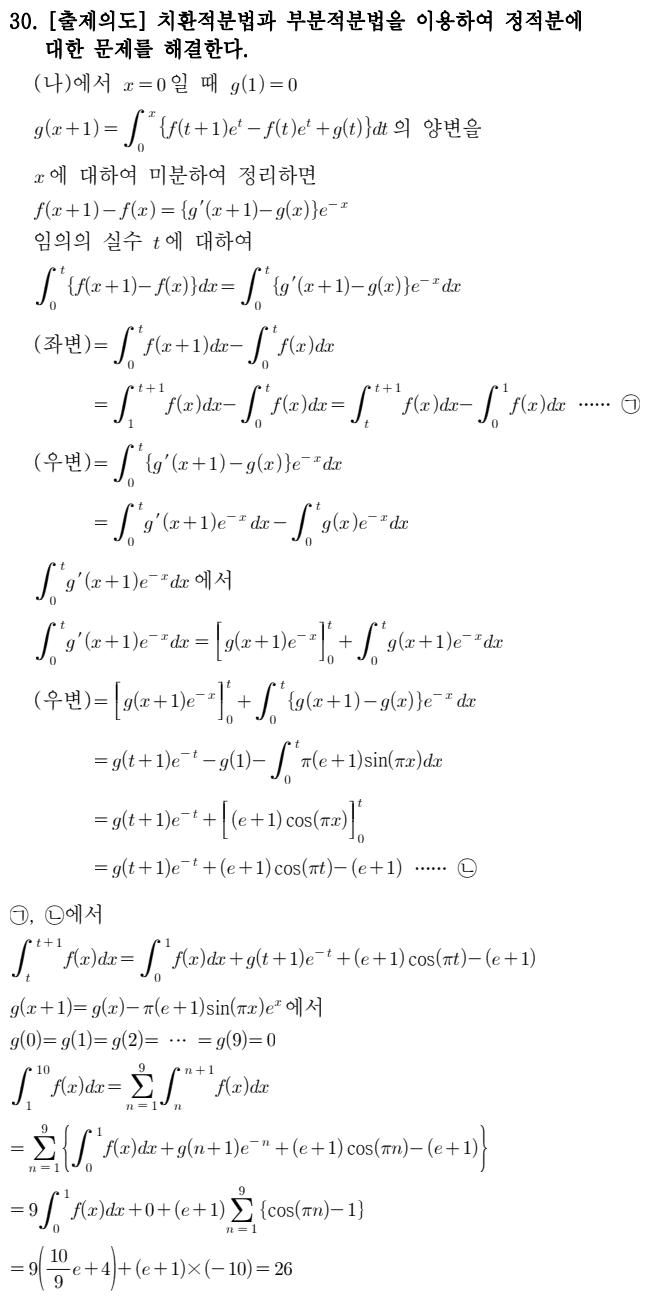 30. [출제의도] 치환적분법과 부분적분법을 이용하여 정적분에
대한 문제를 해결한다.
(나)에서 x=0일 때 g(1)=0
g(x+1)=∫_0^x {f(t+1)e^t−f(t)e^t+g(t)}dt 의 양변을
x에 대하여 미분하여 정리하면
f(x+1)−f(x)={g′(x+1)−g(x)}e^{−x}
임의의 실수 t에 대하여
∫_0^t {f(x+1)−f(x)}dx=∫_0^t {g′(x+1)−g(x)}e^{−x}dx
(좌변)=∫_0^t f(x+1)dx−∫_0^t f(x)dx
=∫_1^{t+1} f(x)dx−∫_0^t f(x)dx=∫_t^{t+1} f(x)dx−∫_0^1 f(x)dx ⋯⋯ ㉠
(우변)=∫_0^t {g′(x+1)−g(x)}e^{−x}dx
=∫_0^t g′(x+1)e^{−x}dx−∫_0^t g(x)e^{−x}dx
∫_0^t g′(x+1)e^{−x}dx 에서
∫_0^t g′(x+1)e^{−x}dx=[g(x+1)e^{−x}]_0^t+∫_0^t g(x+1)e^{−x}dx
(우변)=[g(x+1)e^{−x}]_0^t+∫_0^t {g(x+1)−g(x)}e^{−x}dx
=g(t+1)e^{−t}−g(1)−∫_0^t π(e+1)sin(πx)dx
=g(t+1)e^{−t}+[(e+1)cos(πx)]_0^t
=g(t+1)e^{−t}+(e+1)cos(πt)−(e+1) ⋯⋯ ㉡
㉠, ㉡에서
∫_t^{t+1} f(x)dx=∫_0^1 f(x)dx+g(t+1)e^{−t}+(e+1)cos(πt)−(e+1)
g(x+1)=g(x)−π(e+1)sin(πx)e^x 에서
g(0)=g(1)=g(2)= ⋯ =g(9)=0
∫_1^{10} f(x)dx=∑_{n=1}^9 ∫_n^{n+1} f(x)dx
=∑_{n=1}^9 {∫_0^1 f(x)dx+g(n+1)e^{−n}+(e+1)cos(πn)−(e+1)}
=9∫_0^1 f(x)dx+0+(e+1)∑_{n=1}^9 {cos(πn)−1}
=9(10/9 e+4)+(e+1)×(−10)=26